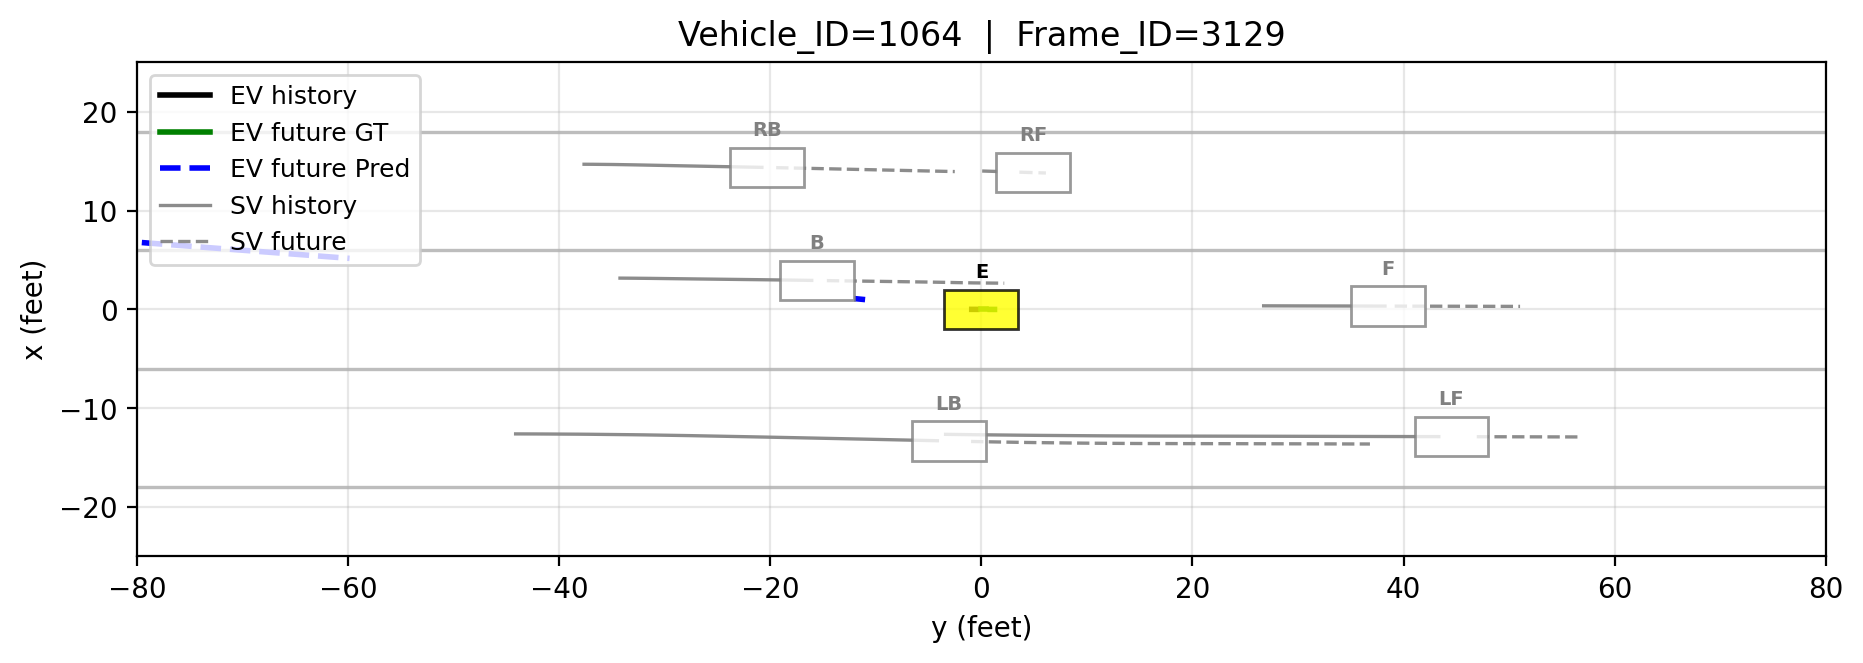 Vehicle_ID=1064 | Frame_ID=3129
EV history
EV future GT
EV future Pred
SV history
SV future
RB
RF
B
E
F
LB
LF
20
10
0
−10
−20
−80
−60
−40
−20
0
20
40
60
80
x (feet)
y (feet)